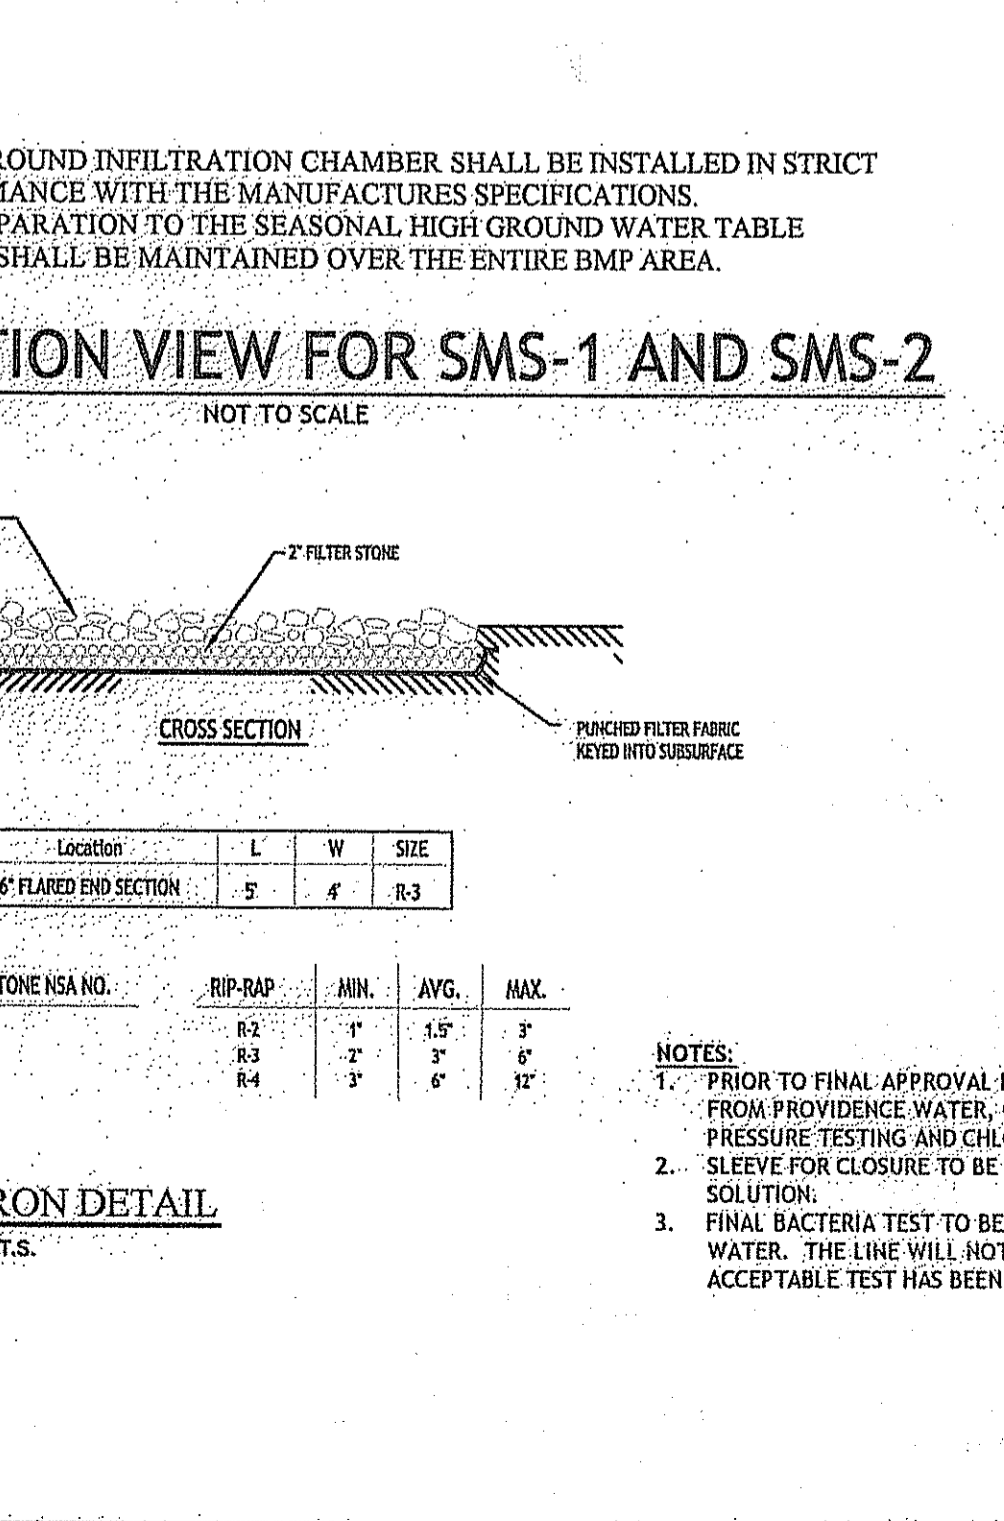 ROUND INFILTRATION CHAMBER SHALL BE INSTALLED IN STRICT
MANCE WITH THE MANUFACTURES SPECIFICATIONS.
PARATION TO THE SEASONAL HIGH GROUND WATER TABLE
SHALL BE MAINTAINED OVER THE ENTIRE BMP AREA.
TION VIEW FOR SMS-1 AND SMS-2
NOT TO SCALE
2" FILTER STONE
CROSS SECTION
PUNCHED FILTER FABRIC
KEYED INTO SUBSURFACE
Location L W SIZE
6" FLARED END SECTION 5' 4' R-3
TONE NSA NO.
RIP-RAP MIN. AVG. MAX.
R-2 1" 1.5" 3"
R-3 2" 3" 6"
R-4 3" 6" 12"
RON DETAIL
T.S.
NOTES:
1. PRIOR TO FINAL APPROVAL
FROM PROVIDENCE WATER,
PRESSURE TESTING AND CHL
2. SLEEVE FOR CLOSURE TO BE
SOLUTION.
3. FINAL BACTERIA TEST TO BE
WATER. THE LINE WILL NOT
ACCEPTABLE TEST HAS BEEN